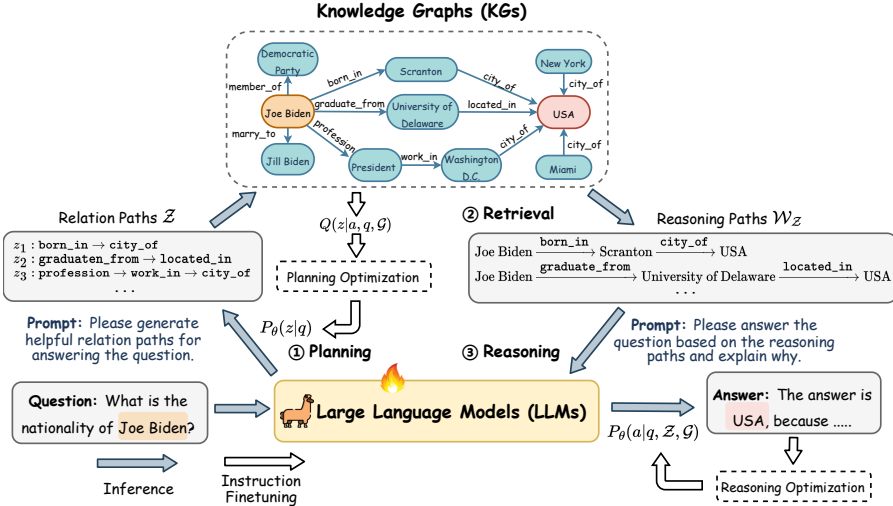 Knowledge Graphs (KGs)
Democratic
Party
member_of
Joe Biden
marry_to
Jill Biden
born_in
Scranton
city_of
graduate_from
University of
Delaware
located_in
profession
President
work_in
Washington
D.C.
city_of
New York
city_of
USA
city_of
Miami
Relation Paths 𝒵
z₁ : born_in → city_of
z₂ : graduaten_from → located_in
z₃ : profession → work_in → city_of
...
Q(z|a, q, 𝒢)
Planning Optimization
P_θ(z|q)
② Retrieval
Reasoning Paths 𝒲_𝒵
Joe Biden born_in→ Scranton city_of→ USA
Joe Biden graduate_from→ University of Delaware located_in→ USA
...
Prompt: Please generate
helpful relation paths for
answering the question.
① Planning
③ Reasoning
Prompt: Please answer the
question based on the reasoning
paths and explain why.
Question: What is the
nationality of Joe Biden?
Large Language Models (LLMs)
P_θ(a|q, 𝒵, 𝒢)
Answer: The answer is
USA, because .....
Inference
Instruction
Finetuning
Reasoning Optimization